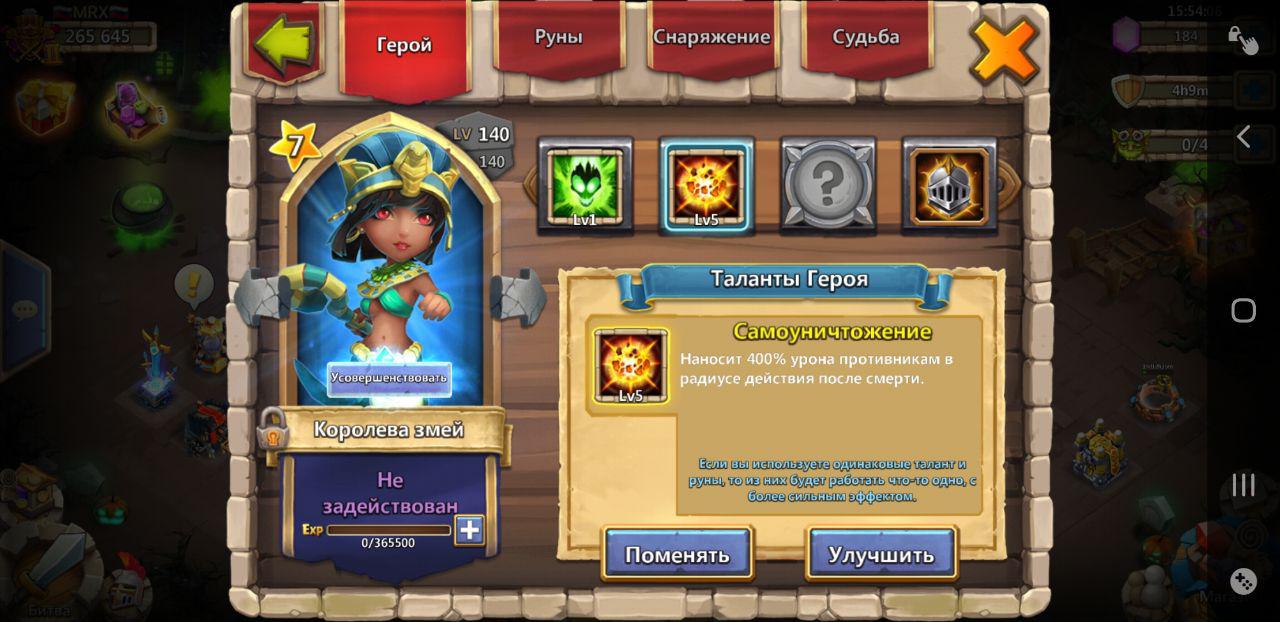 MRX
265 645
II
Герой
Руны
Снаряжение
Судьба
15:54:06
184
4h9m
0/4
7
LV 140
140
Lv1
Lv5
?
Усовершенствовать
Королева змей
Не
задействован
Exp
0/365500
Таланты Героя
Самоуничтожение
Наносит 400% урона противникам в
радиусе действия после смерти.
Lv5
Если вы используете одинаковые талант и
руны, то из них будет работать что-то одно, с
более сильным эффектом.
Поменять
Улучшить
Битва